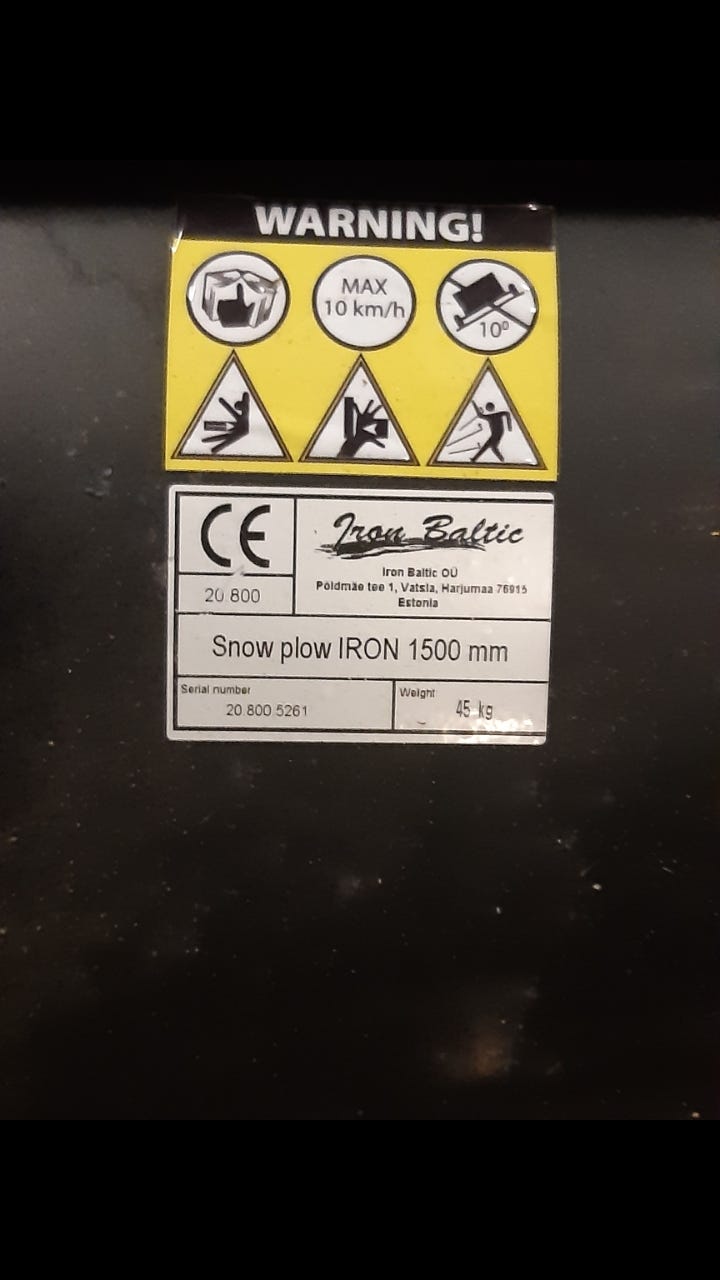 WARNING!
MAX
10 km/h
10⁰
CE
Iron Baltic
Iron Baltic OÜ
Põldmäe tee 1, Vatsla, Harjumaa 76915
Estonia
20 800
Snow plow IRON 1500 mm
Serial number
20 800 5261
Weight
45 kg